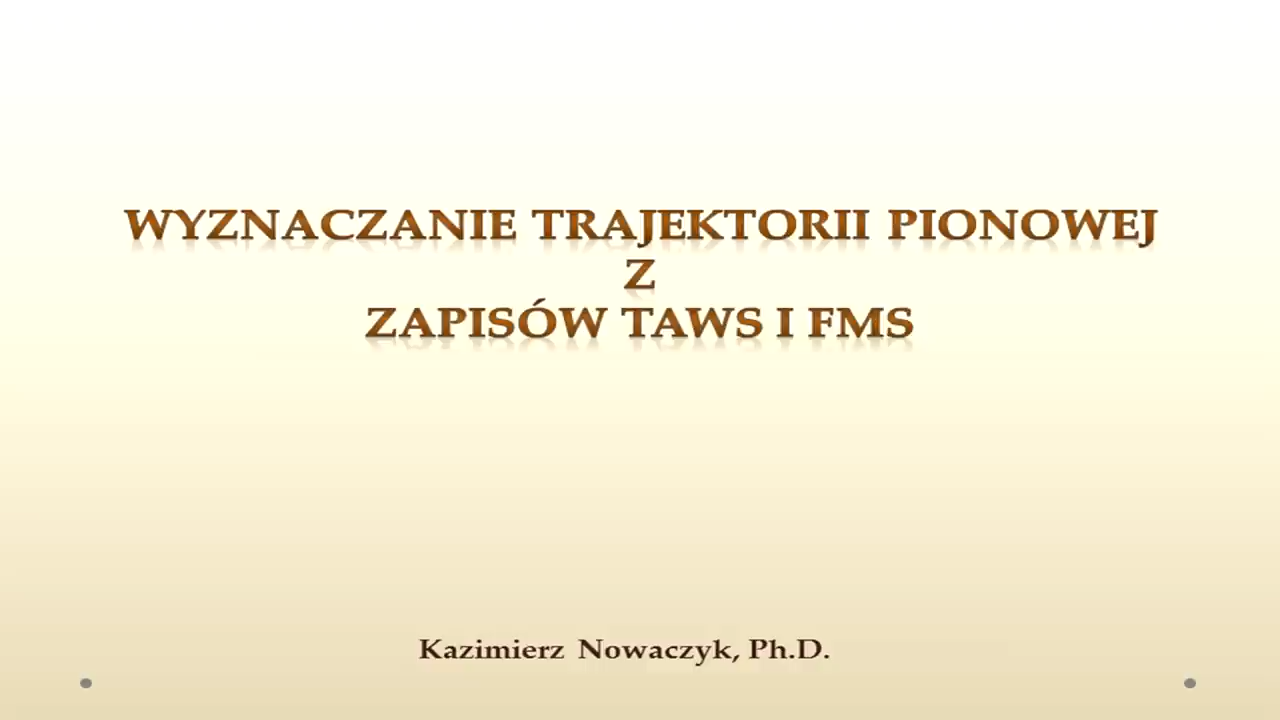 WYZNACZANIE TRAJEKTORII PIONOWEJ
Z
ZAPISÓW TAWS I FMS
Kazimierz Nowaczyk, Ph.D.